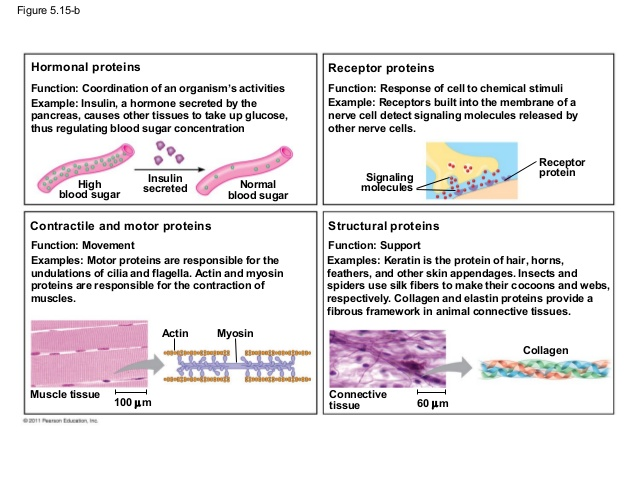 Figure 5.15-b
Hormonal proteins
Function: Coordination of an organism's activities
Example: Insulin, a hormone secreted by the
pancreas, causes other tissues to take up glucose,
thus regulating blood sugar concentration
High
blood sugar
Insulin
secreted
Normal
blood sugar
Receptor proteins
Function: Response of cell to chemical stimuli
Example: Receptors built into the membrane of a
nerve cell detect signaling molecules released by
other nerve cells.
Signaling
molecules
Receptor
protein
Contractile and motor proteins
Function: Movement
Examples: Motor proteins are responsible for the
undulations of cilia and flagella. Actin and myosin
proteins are responsible for the contraction of
muscles.
Actin
Myosin
Muscle tissue
100 µm
Structural proteins
Function: Support
Examples: Keratin is the protein of hair, horns,
feathers, and other skin appendages. Insects and
spiders use silk fibers to make their cocoons and webs,
respectively. Collagen and elastin proteins provide a
fibrous framework in animal connective tissues.
Collagen
Connective
tissue
60 µm
© 2011 Pearson Education, Inc.